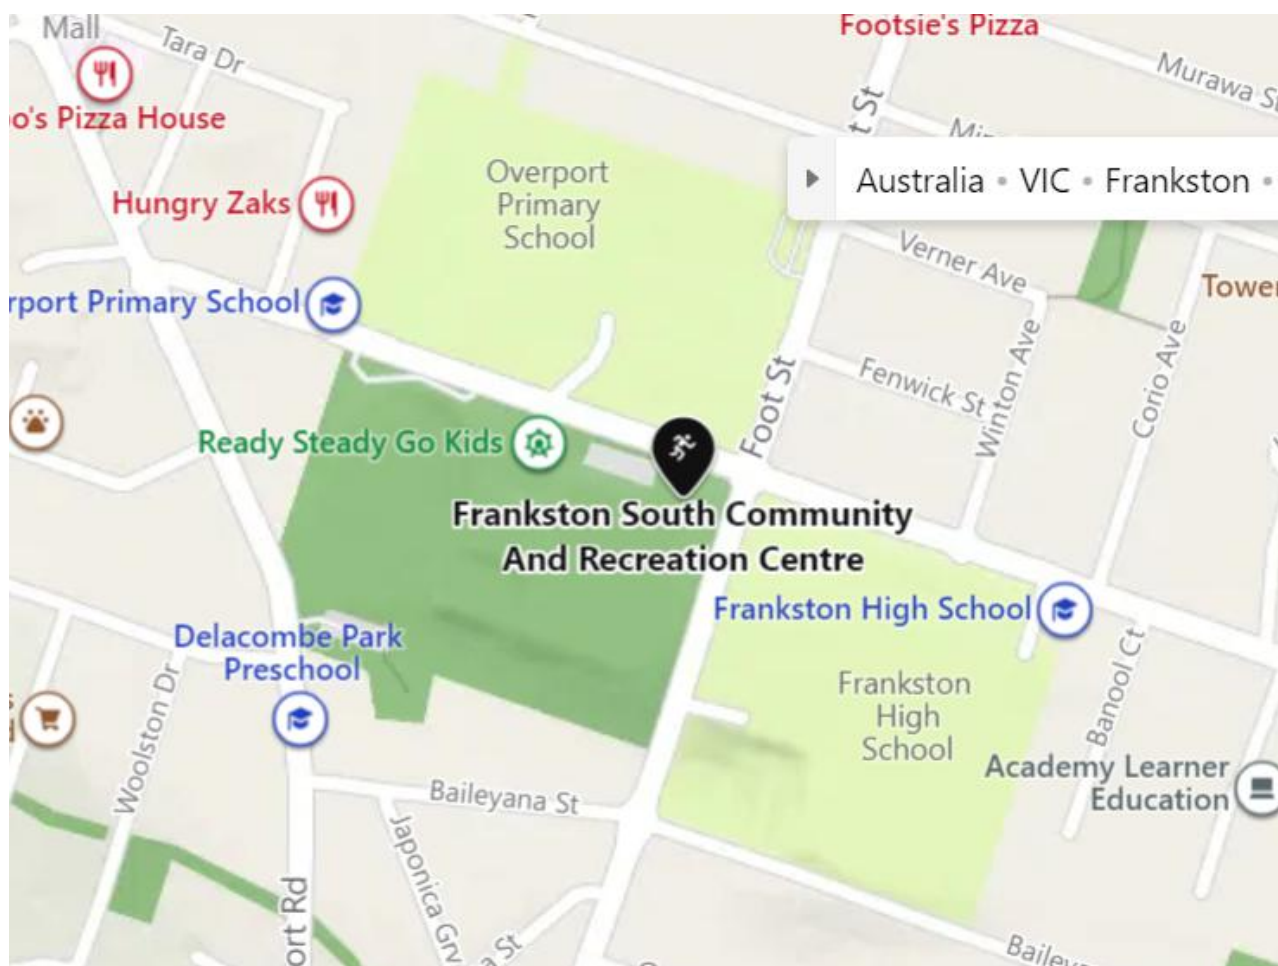 Mall
Footsie's Pizza
Tara Dr
Murawa S
o's Pizza House
t St
Australia • VIC • Frankston •
Overport
Primary
School
Hungry Zaks
Verner Ave
Tower
rport Primary School
Winton Ave
Corio Ave
Fenwick St
Foot St
Ready Steady Go Kids
Frankston South Community
And Recreation Centre
Frankston High School
Delacombe Park
Preschool
Woolston Dr
Frankston
High
School
Banool Ct
Academy Learner
Education
Baileyana St
Japonica Grv
ort Rd
a St
Bailey